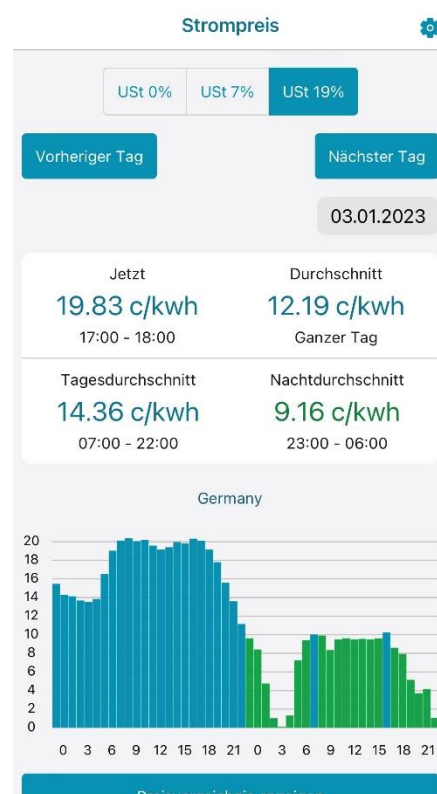 Strompreis
USt 0% USt 7% USt 19%
Vorheriger Tag Nächster Tag
03.01.2023
Jetzt Durchschnitt
19.83 c/kwh 12.19 c/kwh
17:00 - 18:00 Ganzer Tag
Tagesdurchschnitt Nachtdurchschnitt
14.36 c/kwh 9.16 c/kwh
07:00 - 22:00 23:00 - 06:00
Germany
20
18
16
14
12
10
8
6
4
2
0
0 3 6 9 12 15 18 21 0 3 6 9 12 15 18 21